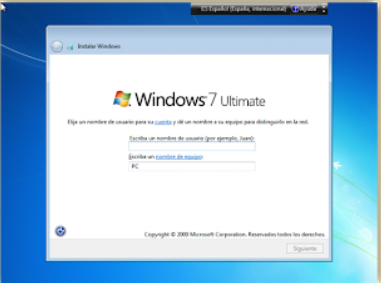 ES Español (España, internacional) Ayuda
Instalar Windows
Windows 7 Ultimate
Elija un nombre de usuario para su cuenta y dé un nombre a su equipo para distinguirlo en la red.
Escriba un nombre de usuario (por ejemplo, Juan):
Escriba un nombre de equipo:
PC
Copyright © 2009 Microsoft Corporation. Reservados todos los derechos.
Siguiente